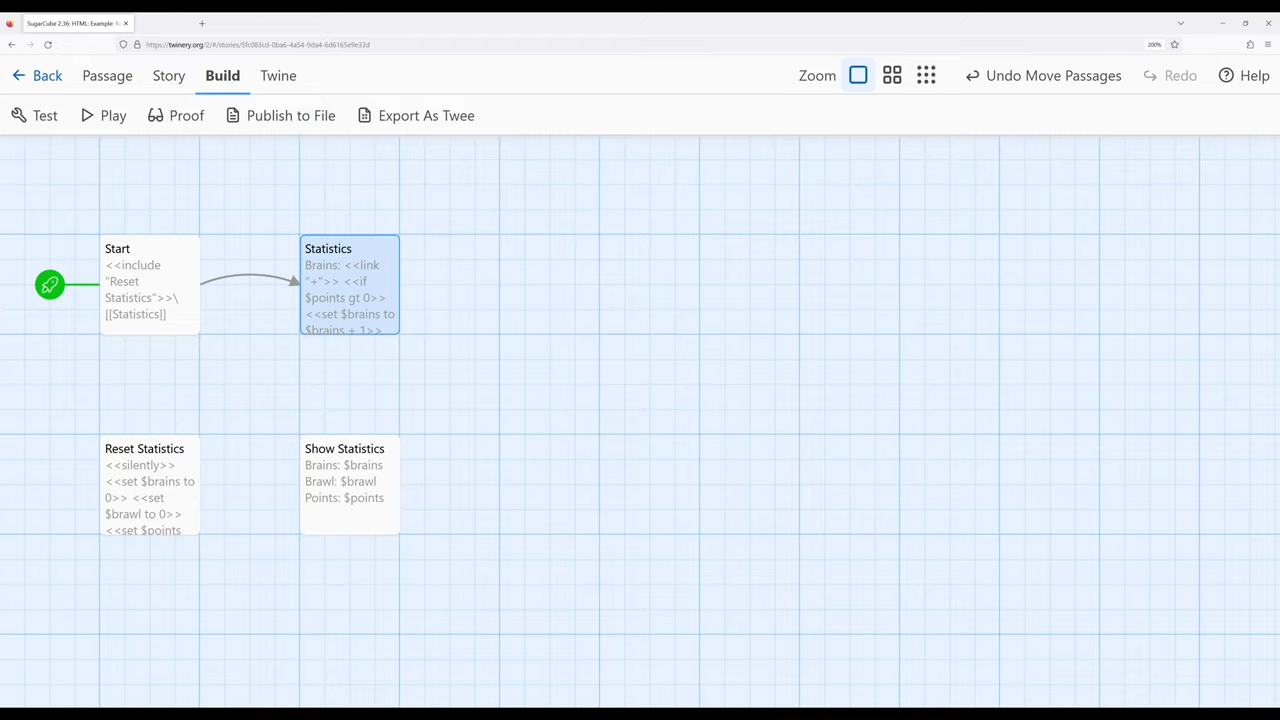 SugarCube 2.36: HTML: Example: R
https://twinery.org/2/#/stories/5fc083cd-0ba6-4a54-9da4-6d6165e9e33d
200%
Back Passage Story Build Twine Zoom Undo Move Passages Redo Help
Test Play Proof Publish to File Export As Twee
Start
<<include
"Reset
Statistics">>\
[[Statistics]]
Statistics
Brains: <<link
"+">> <<if
$points gt 0>>
<<set $brains to
$brains + 1>>
Reset Statistics
<<silently>>
<<set $brains to
0>> <<set
$brawl to 0>>
<<set $points
Show Statistics
Brains: $brains
Brawl: $brawl
Points: $points